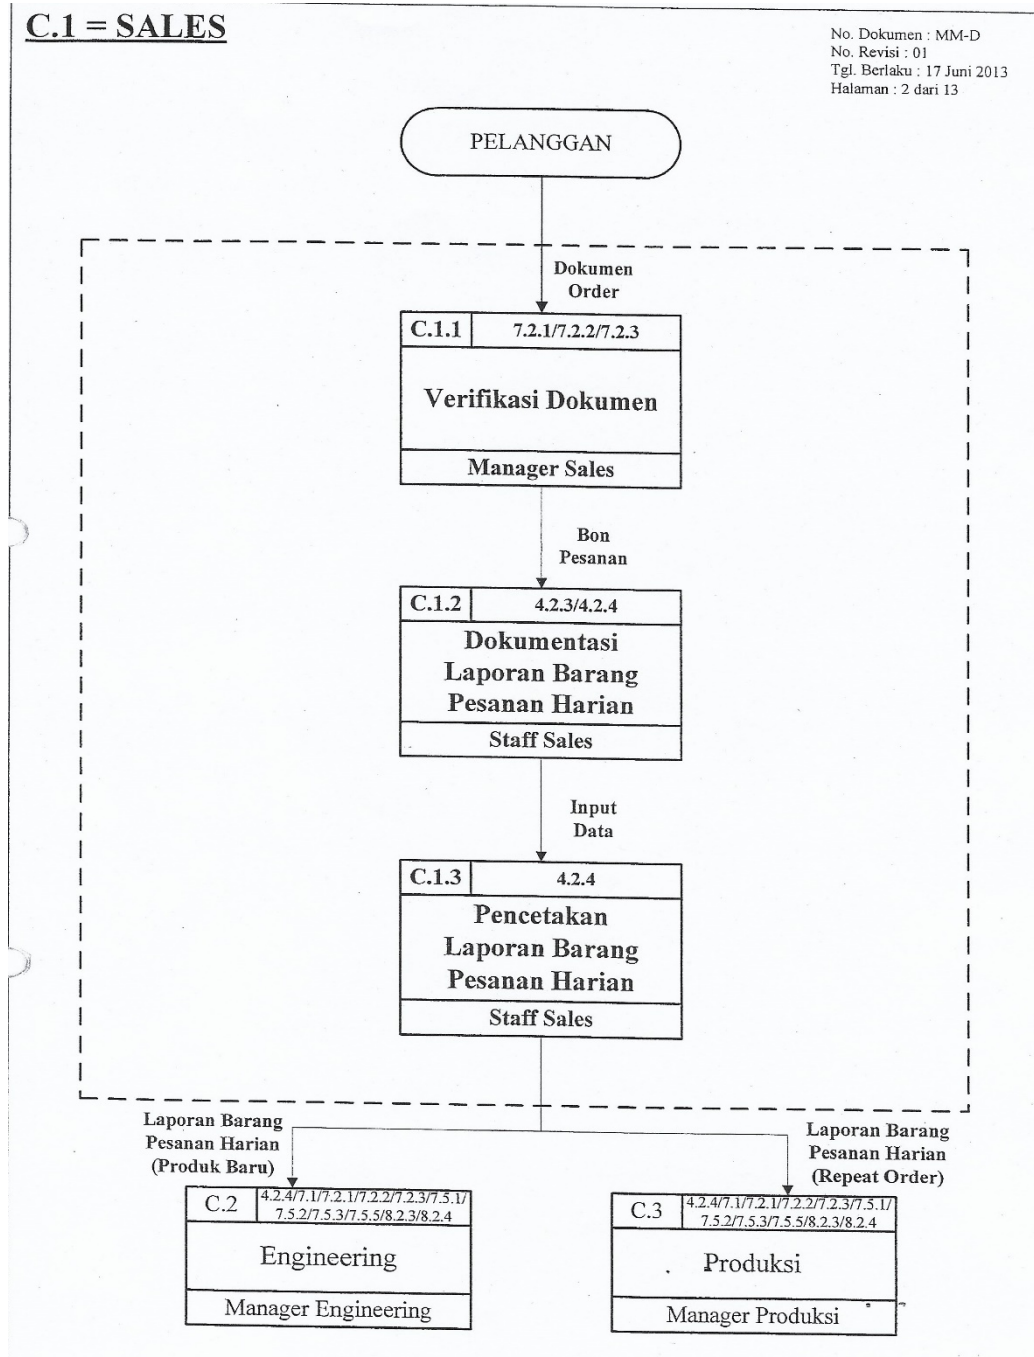 C.1 = SALES
No. Dokumen : MM-D
No. Revisi : 01
Tgl. Berlaku : 17 Juni 2013
Halaman : 2 dari 13
PELANGGAN
Dokumen
Order
C.1.1
7.2.1/7.2.2/7.2.3
Verifikasi Dokumen
Manager Sales
Bon
Pesanan
C.1.2
4.2.3/4.2.4
Dokumentasi
Laporan Barang
Pesanan Harian
Staff Sales
Input
Data
C.1.3
4.2.4
Pencetakan
Laporan Barang
Pesanan Harian
Staff Sales
Laporan Barang
Pesanan Harian
(Produk Baru)
Laporan Barang
Pesanan Harian
(Repeat Order)
C.2
4.2.4/7.1/7.2.1/7.2.2/7.2.3/7.5.1/
7.5.2/7.5.3/7.5.5/8.2.3/8.2.4
Engineering
Manager Engineering
C.3
4.2.4/7.1/7.2.1/7.2.2/7.2.3/7.5.1/
7.5.2/7.5.3/7.5.5/8.2.3/8.2.4
Produksi
Manager Produksi